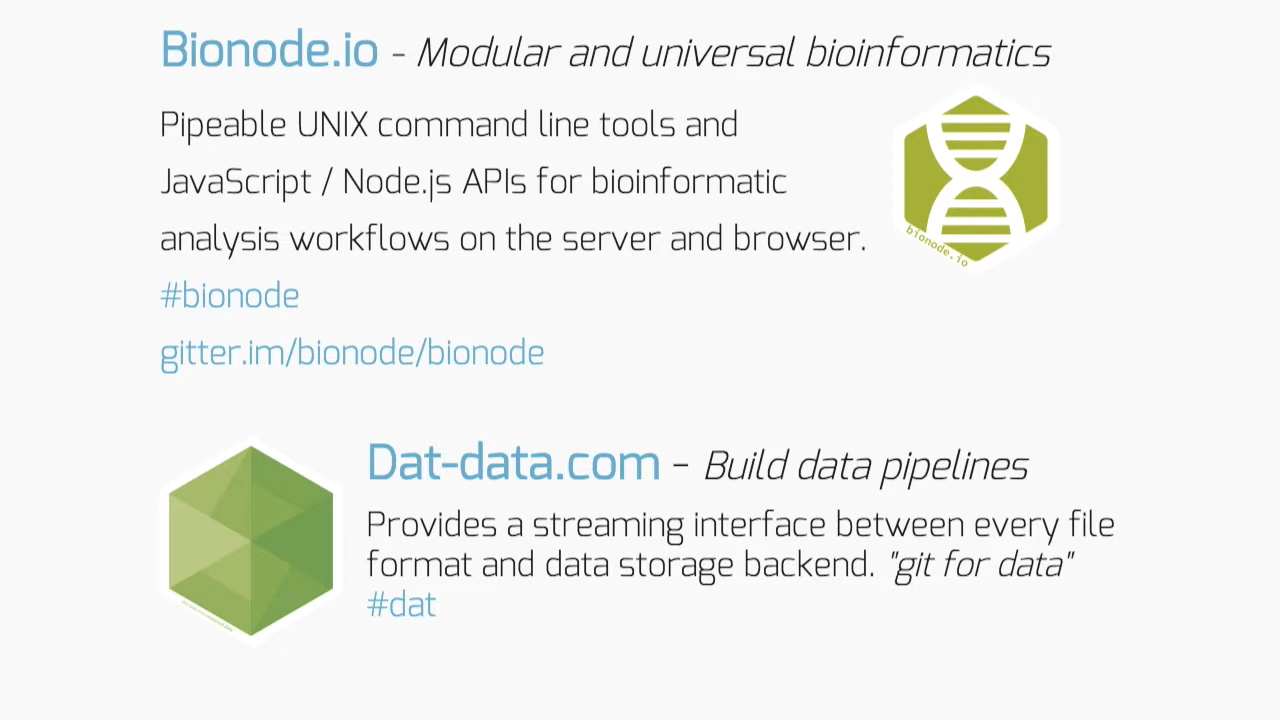 Bionode.io - Modular and universal bioinformatics
Pipeable UNIX command line tools and
JavaScript / Node.js APIs for bioinformatic
analysis workflows on the server and browser.
bionode.io
#bionode
gitter.im/bionode/bionode
Dat-data.com - Build data pipelines
Provides a streaming interface between every file
format and data storage backend. "git for data"
#dat